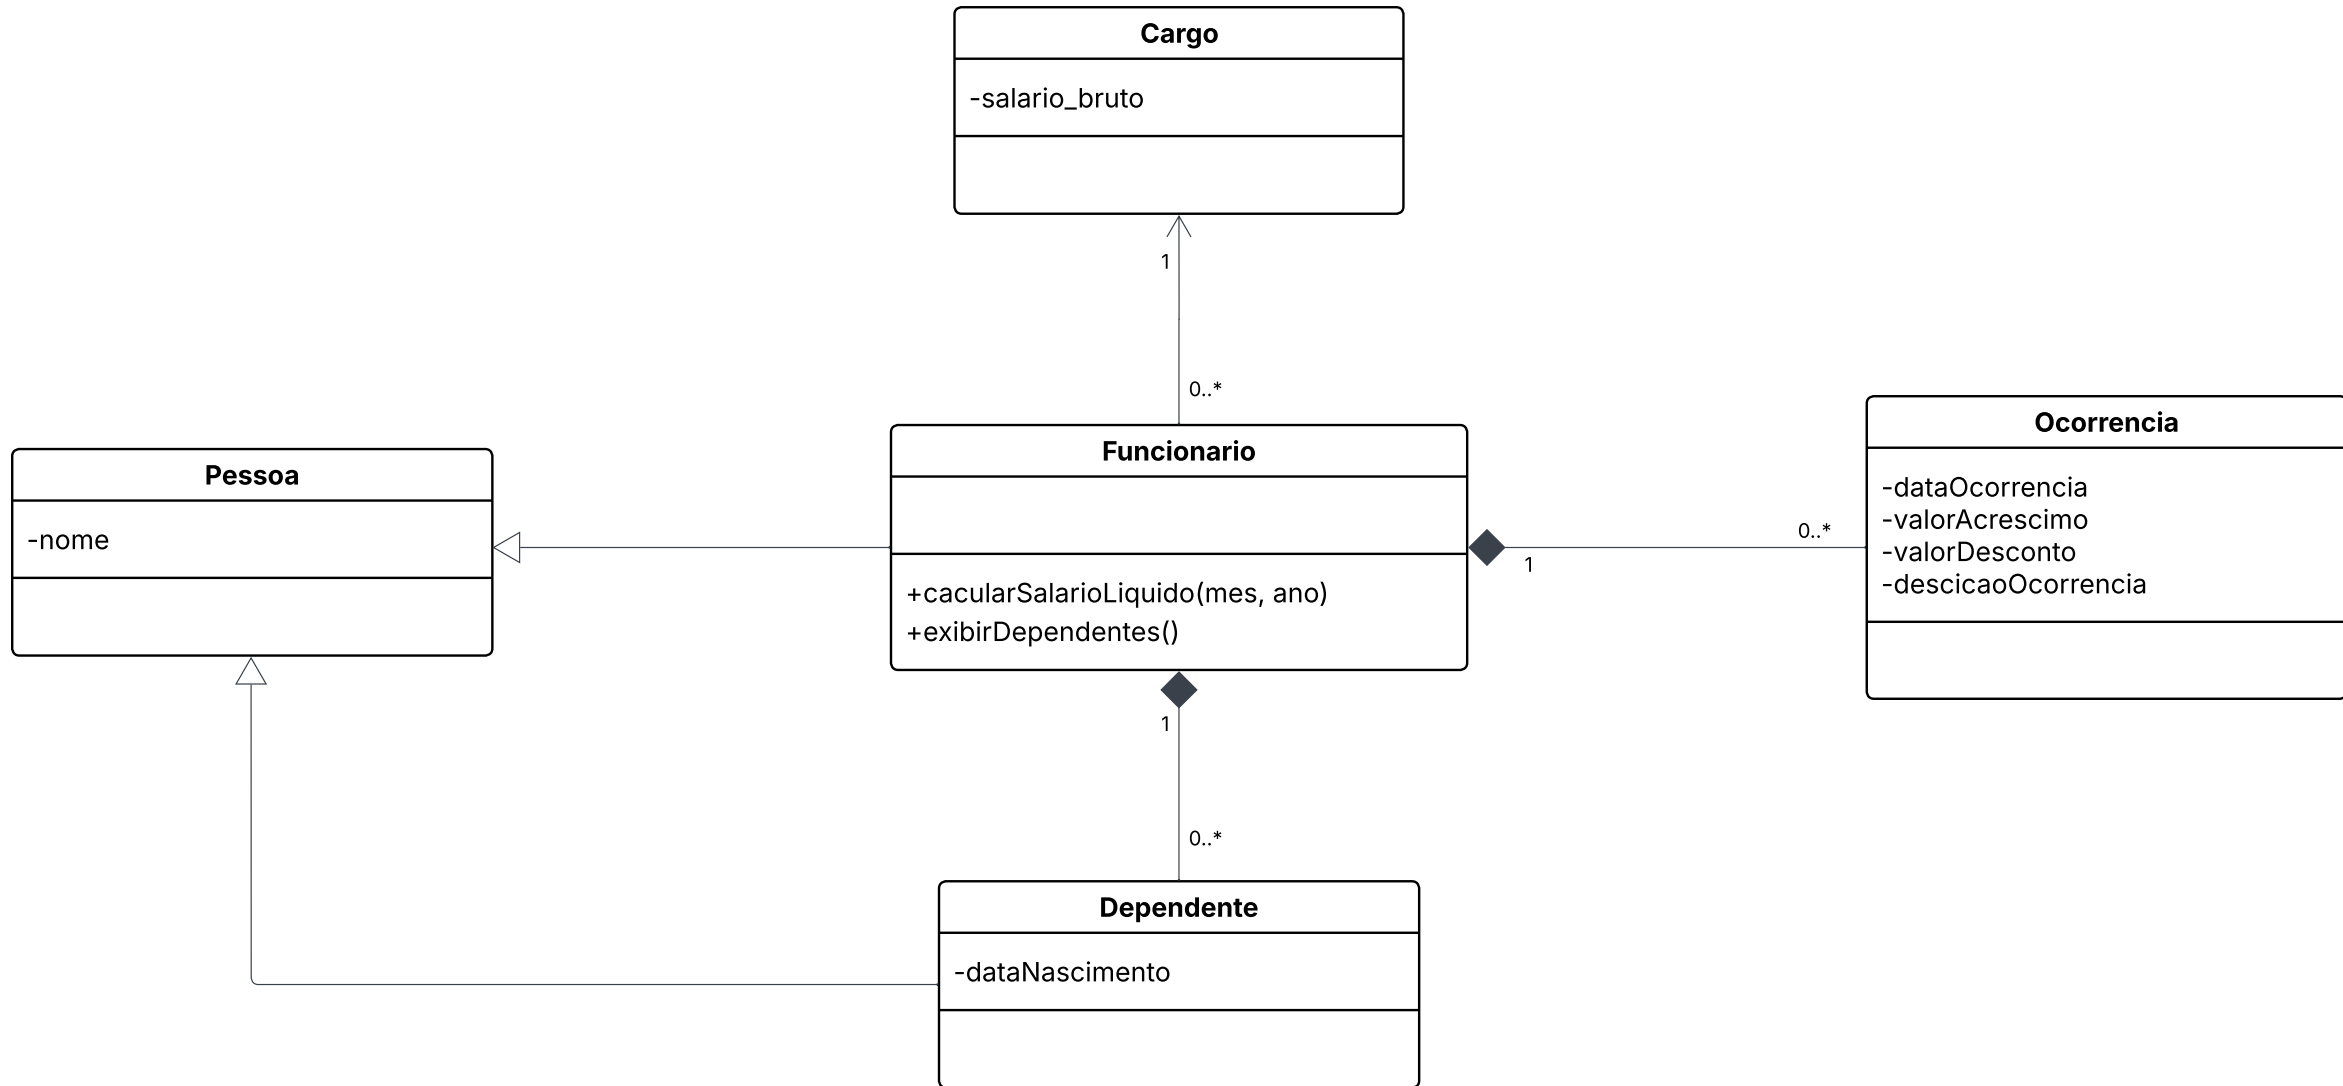 Cargo
-salario_bruto
1
0..*
Pessoa
-nome
Funcionario
+cacularSalarioLiquido(mes, ano)
+exibirDependentes()
1
0..*
Ocorrencia
-dataOcorrencia
-valorAcrescimo
-valorDesconto
-descicaoOcorrencia
1
0..*
Dependente
-dataNascimento